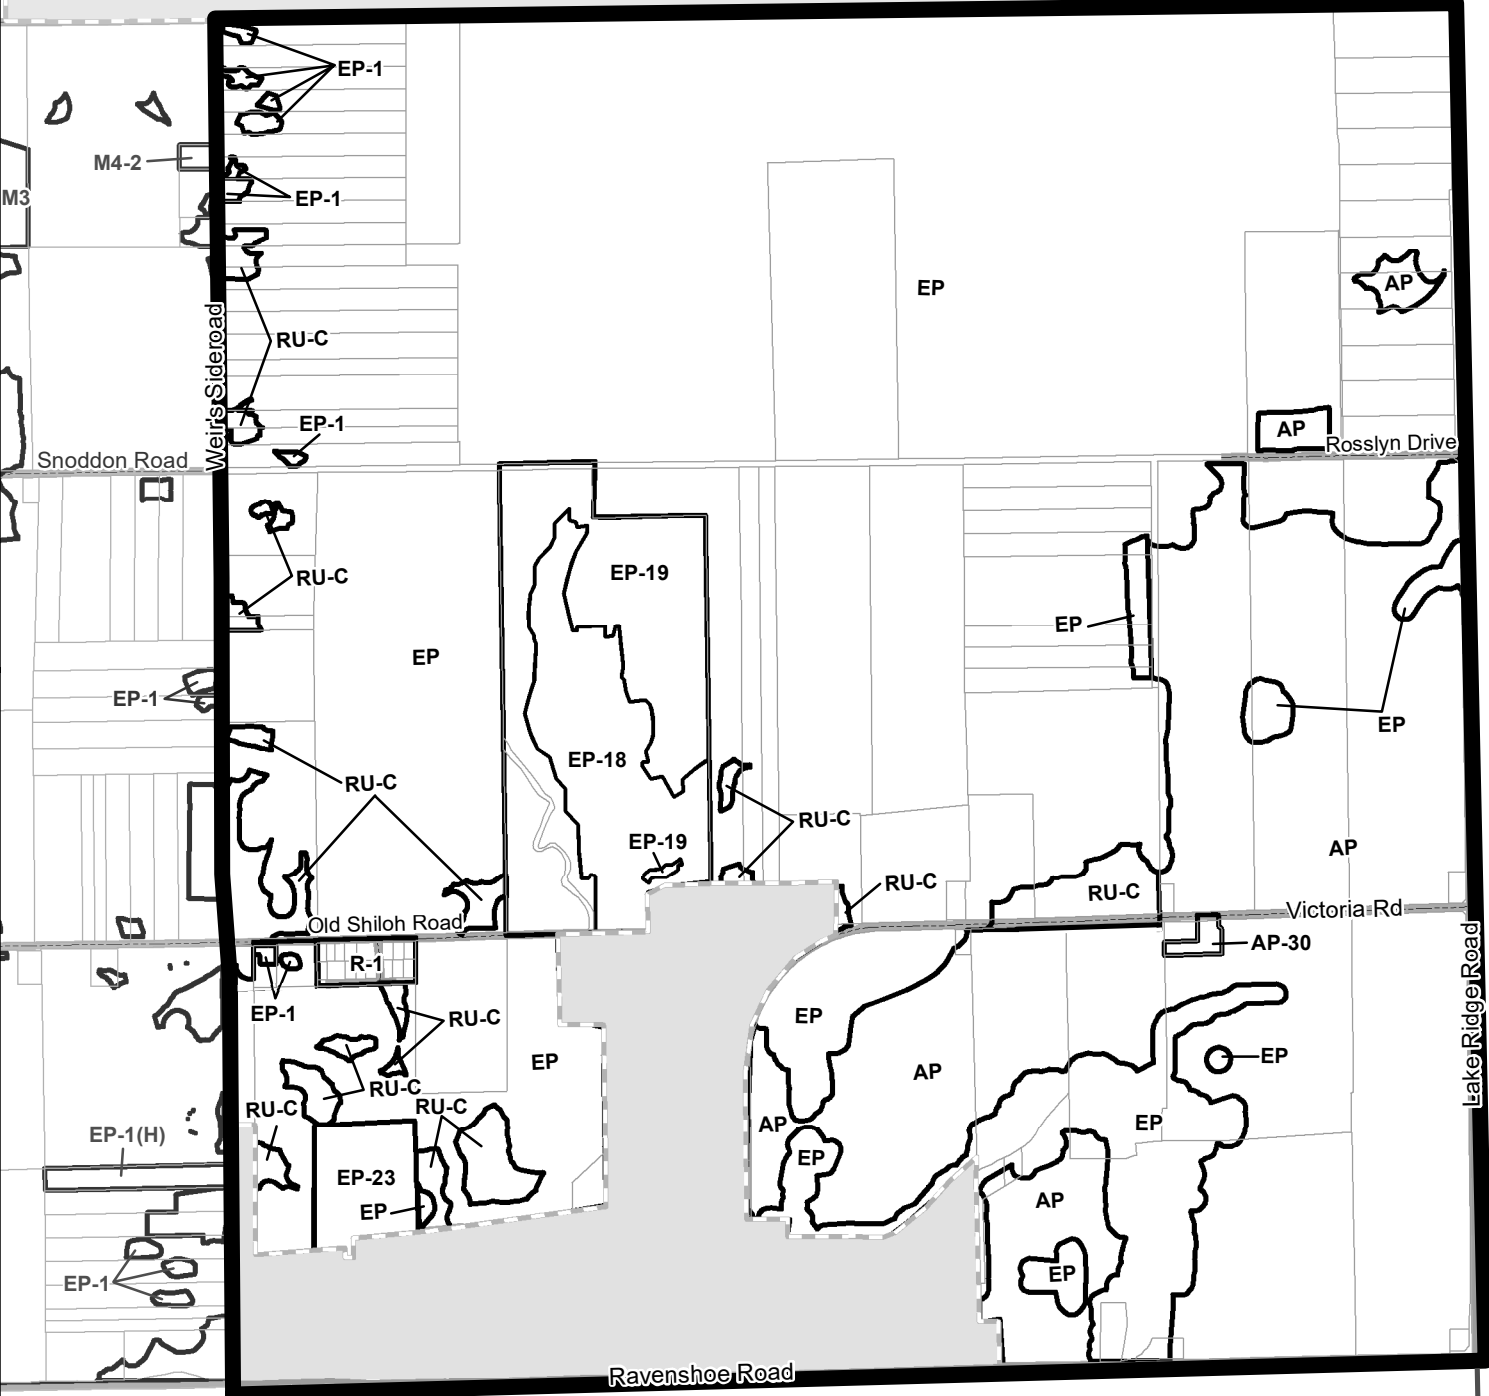 EP-1
M4-2
M3
EP-1
EP
AP
Weir's Sideroad
RU-C
EP-1
AP
Rosslyn Drive
Snoddon Road
EP-19
RU-C
EP
EP
EP-1
EP
EP-18
RU-C
RU-C
EP-19
AP
RU-C
RU-C
Old Shiloh Road
Victoria Rd
AP-30
R-1
EP-1
RU-C
EP
Lake Ridge Road
EP
EP
AP
RU-C
RU-C
RU-C
EP-1(H)
AP
EP
EP
EP-23
EP
AP
EP
EP-1
Ravenshoe Road